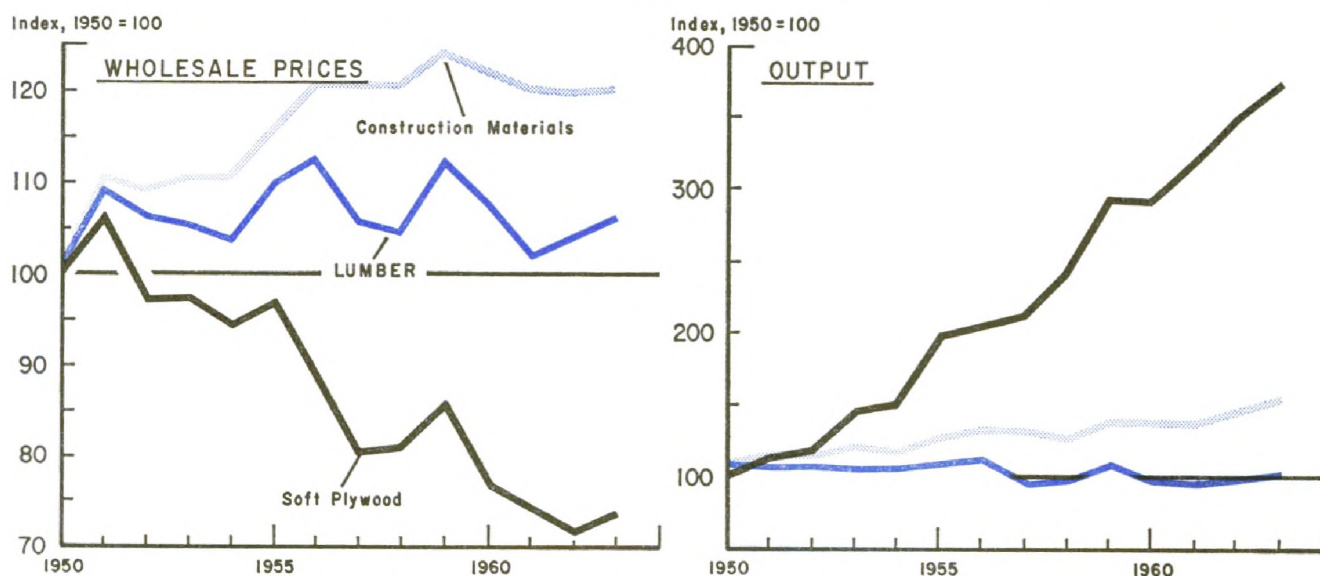 Index, 1950=100
WHOLESALE PRICES
120
110
100
90
80
70
Construction Materials
LUMBER
Soft Plywood
1950
1955
1960
Index, 1950=100
OUTPUT
400
300
200
100
1950
1955
1960